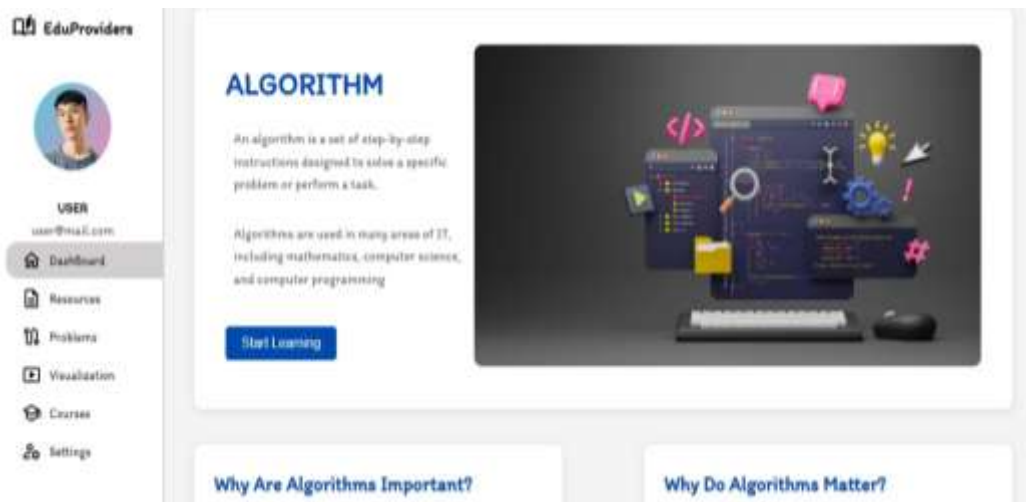 EduProviders
USER
user@mail.com
DashBoard
Resources
Problems
Visualization
Courses
Settings
ALGORITHM
An algorithm is a set of step-by-step
instructions designed to solve a specific
problem or perform a task.
Algorithms are used in many areas of IT,
including mathematics, computer science,
and computer programming
Start Learning
Why Are Algorithms Important?
Why Do Algorithms Matter?